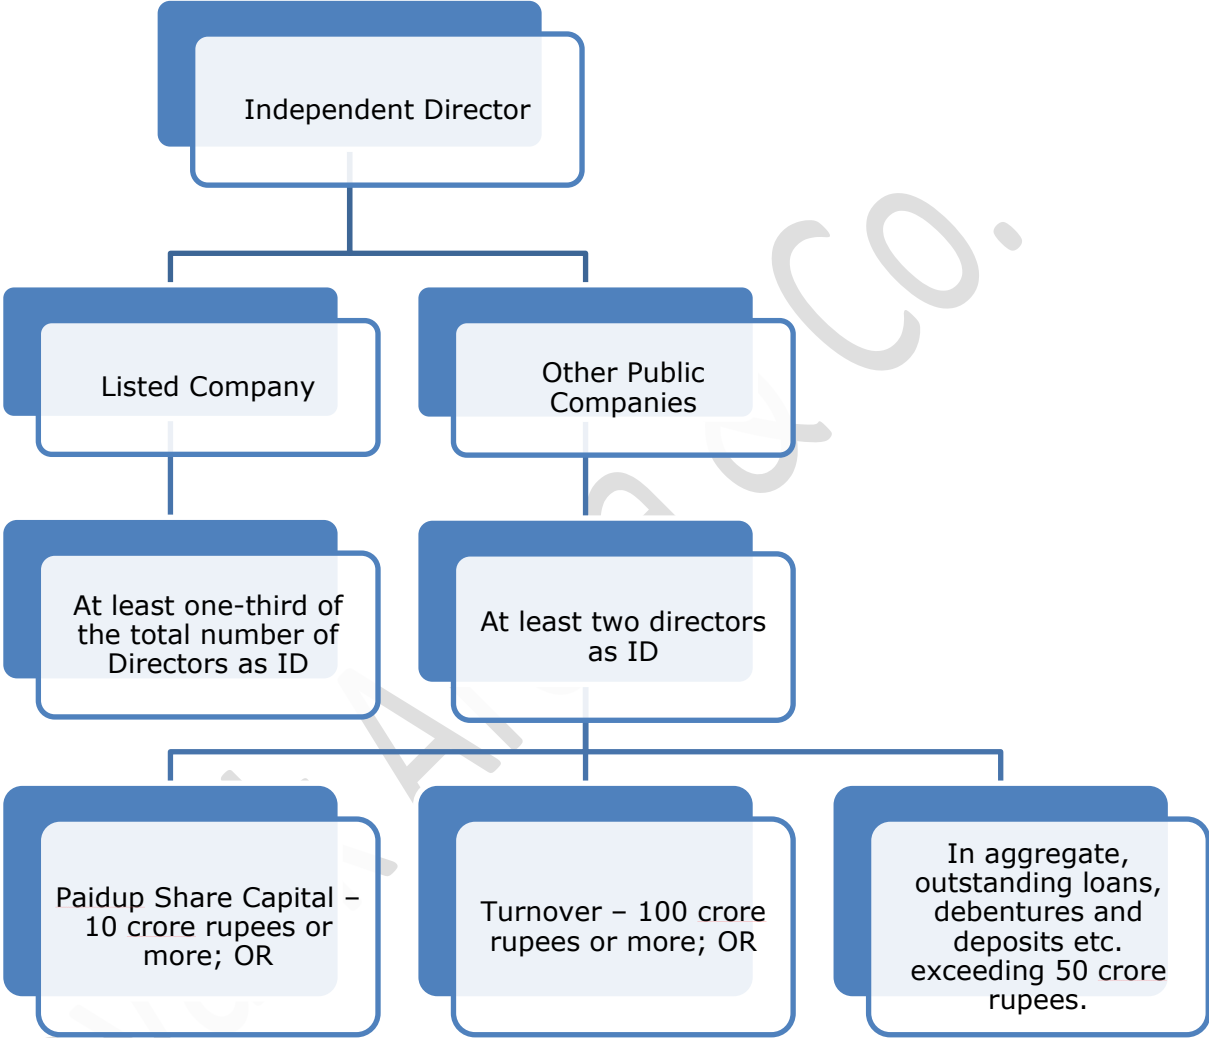 Independent Director
Listed Company
Other Public
Companies
At least one-third of
the total number of
Directors as ID
At least two directors
as ID
Paidup Share Capital –
10 crore rupees or
more; OR
Turnover – 100 crore
rupees or more; OR
In aggregate,
outstanding loans,
debentures and
deposits etc.
exceeding 50 crore
rupees.
& Co.